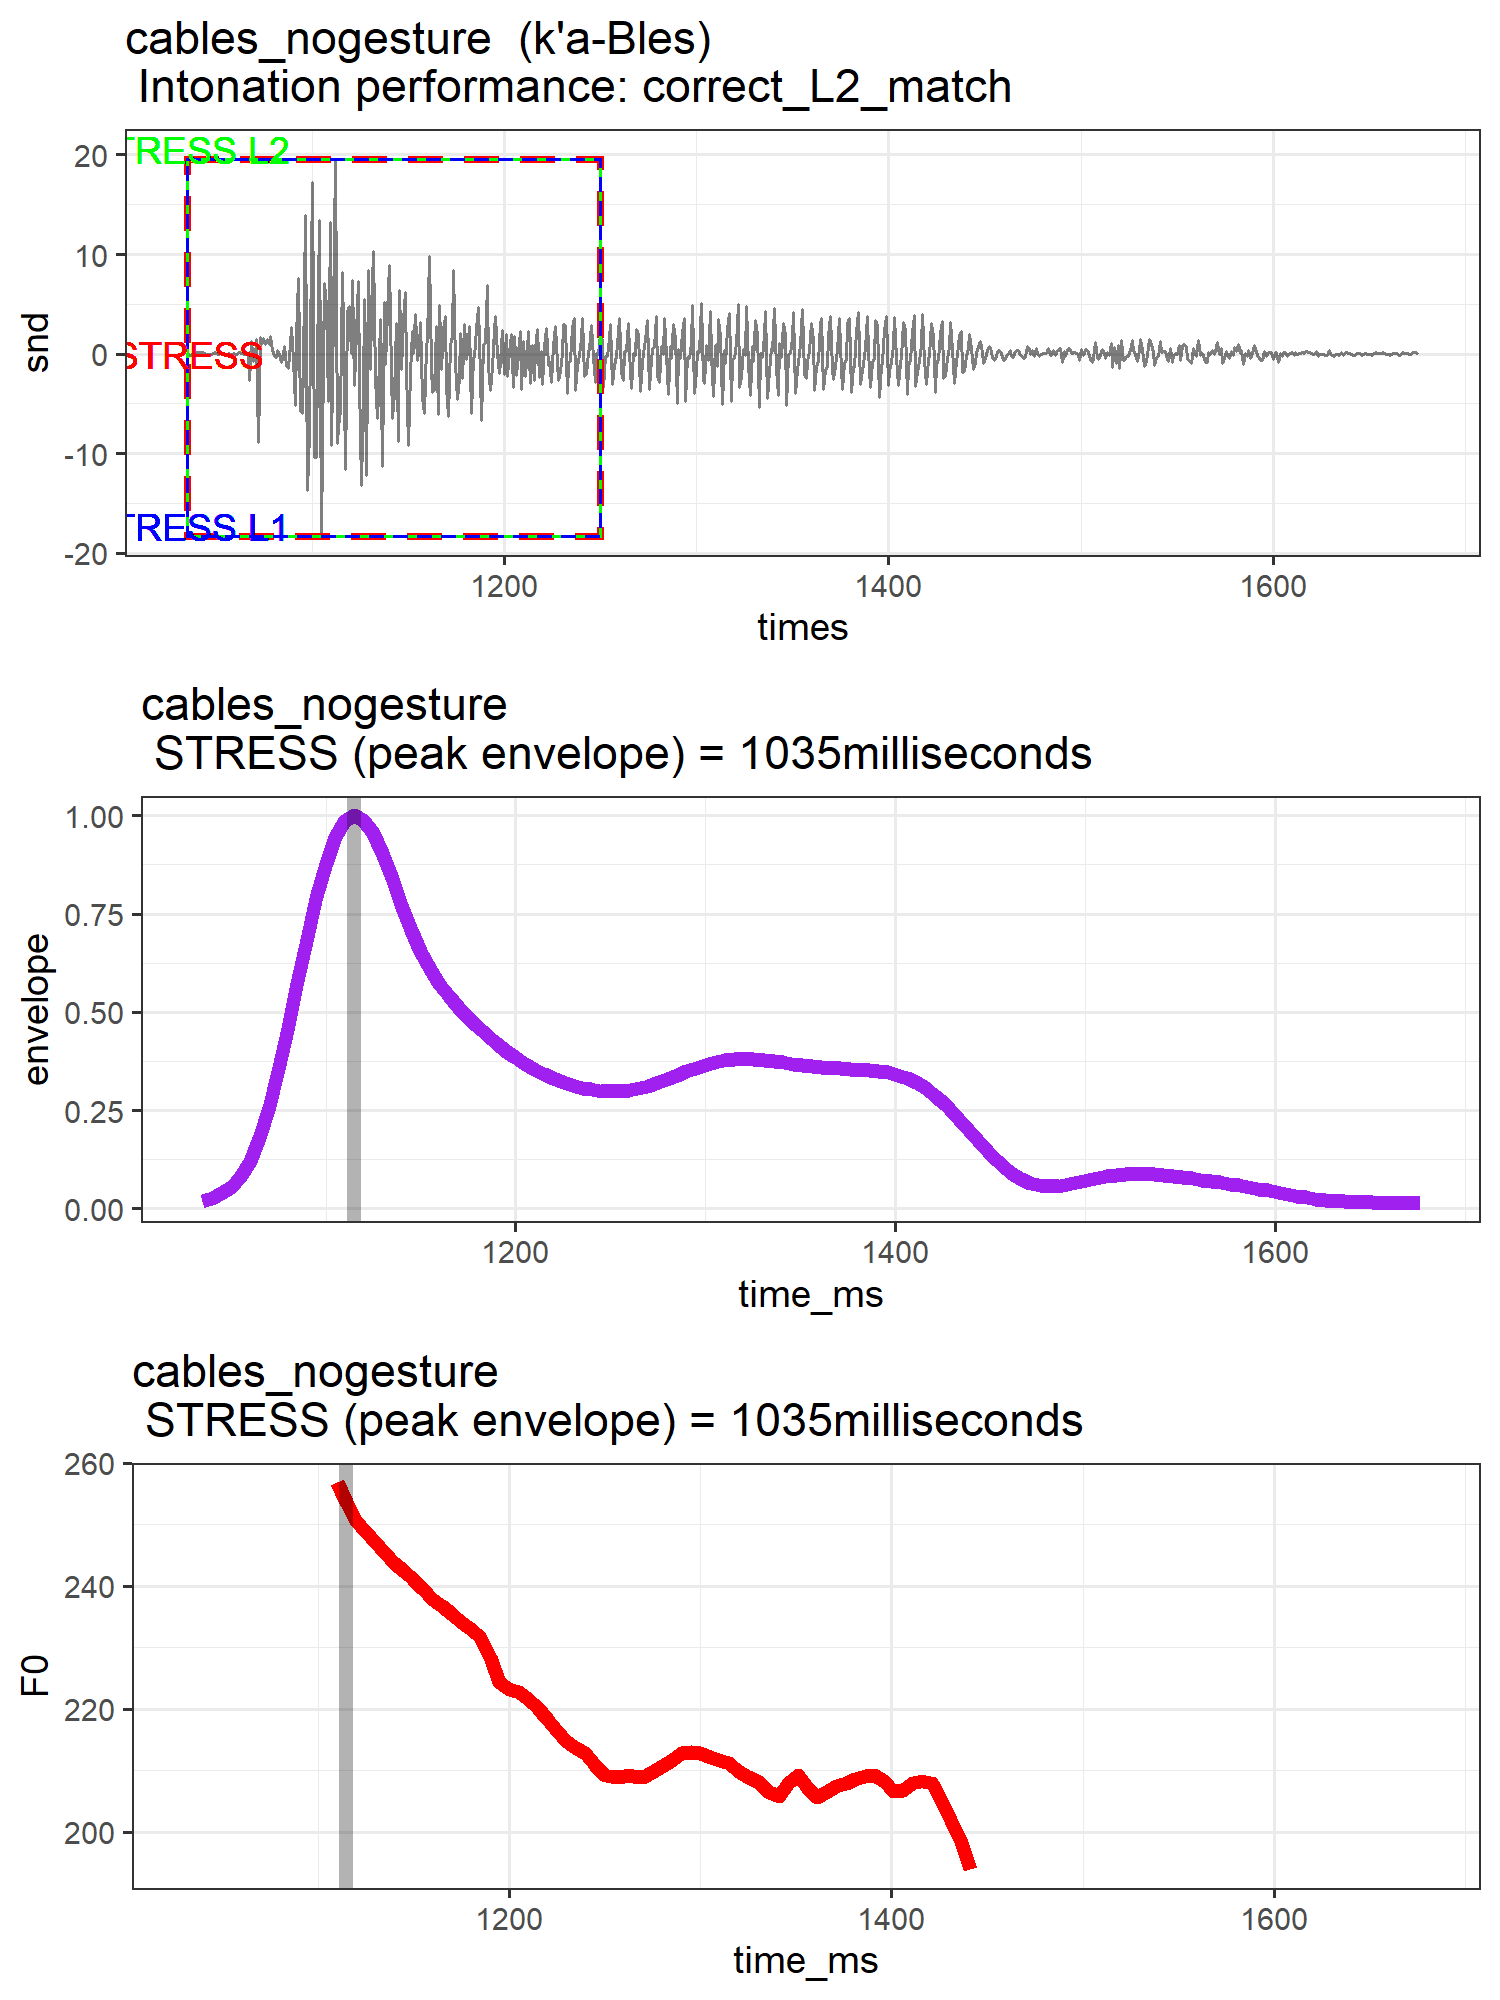 cables_nogesture  (k'a-Bles)
Intonation performance: correct_L2_match
20
10
0
-10
-20
snd
TRESS L2
STRESS
TRESS L1
1200
1400
1600
times
cables_nogesture
STRESS (peak envelope) = 1035milliseconds
1.00
0.75
0.50
0.25
0.00
envelope
1200
1400
1600
time_ms
cables_nogesture
STRESS (peak envelope) = 1035milliseconds
260
240
220
200
F0
1200
1400
1600
time_ms